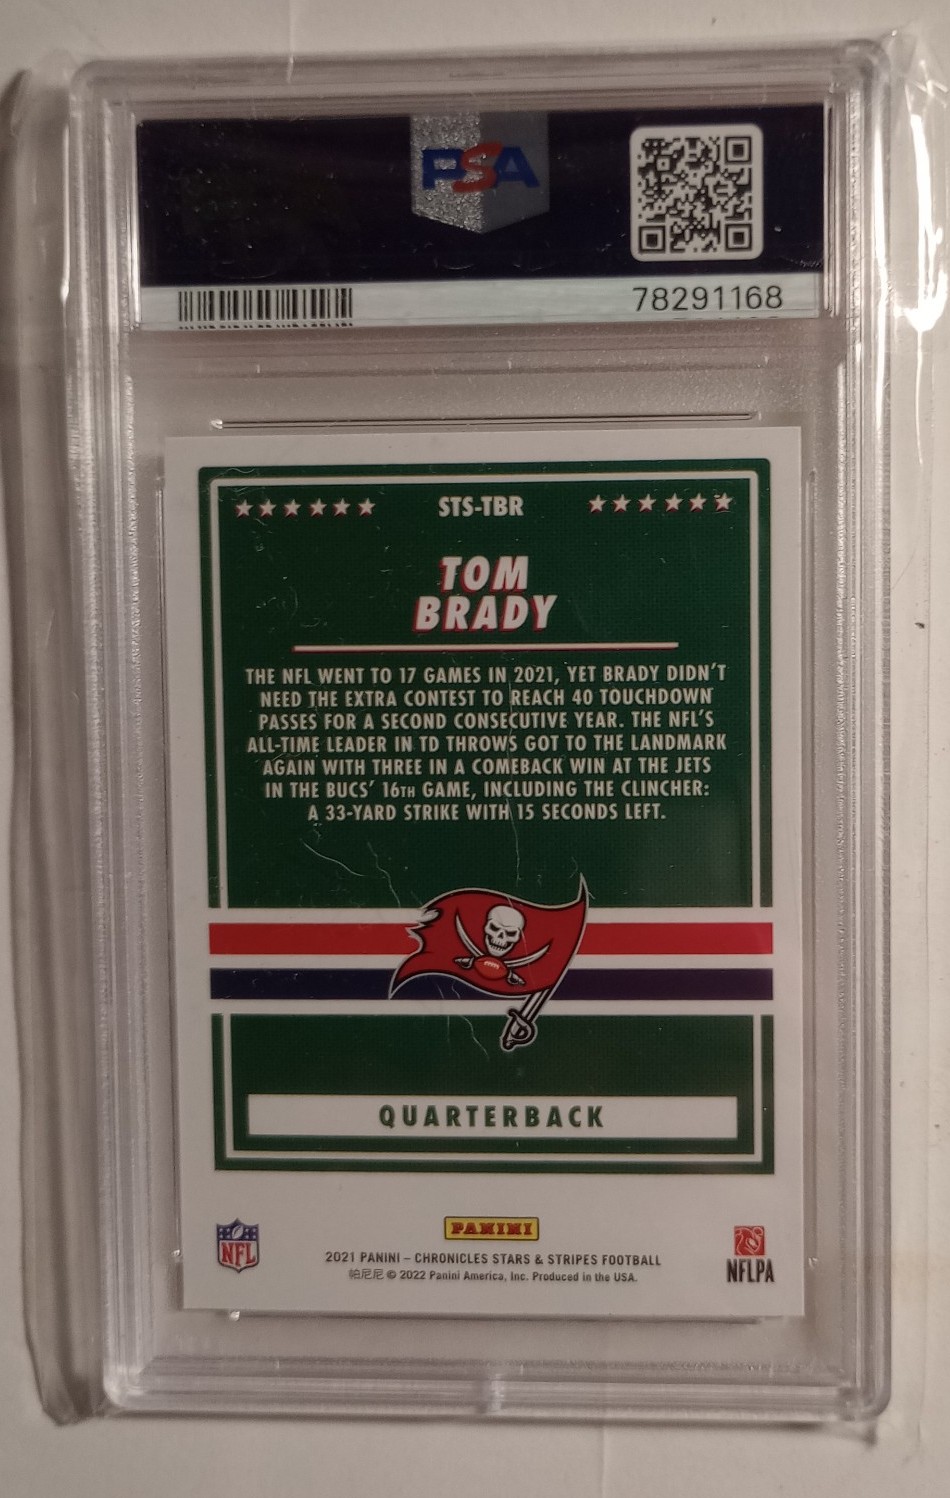 PSA
78291168
STS-TBR
TOM
BRADY
THE NFL WENT TO 17 GAMES IN 2021, YET BRADY DIDN'T
NEED THE EXTRA CONTEST TO REACH 40 TOUCHDOWN
PASSES FOR A SECOND CONSECUTIVE YEAR. THE NFL'S
ALL-TIME LEADER IN TD THROWS GOT TO THE LANDMARK
AGAIN WITH THREE IN A COMEBACK WIN AT THE JETS
IN THE BUCS' 16TH GAME, INCLUDING THE CLINCHER:
A 33-YARD STRIKE WITH 15 SECONDS LEFT.
QUARTERBACK
NFL
PANINI
2021 PANINI – CHRONICLES STARS & STRIPES FOOTBALL
帕尼尼 © 2022 Panini America, Inc. Produced in the USA.
NFLPA